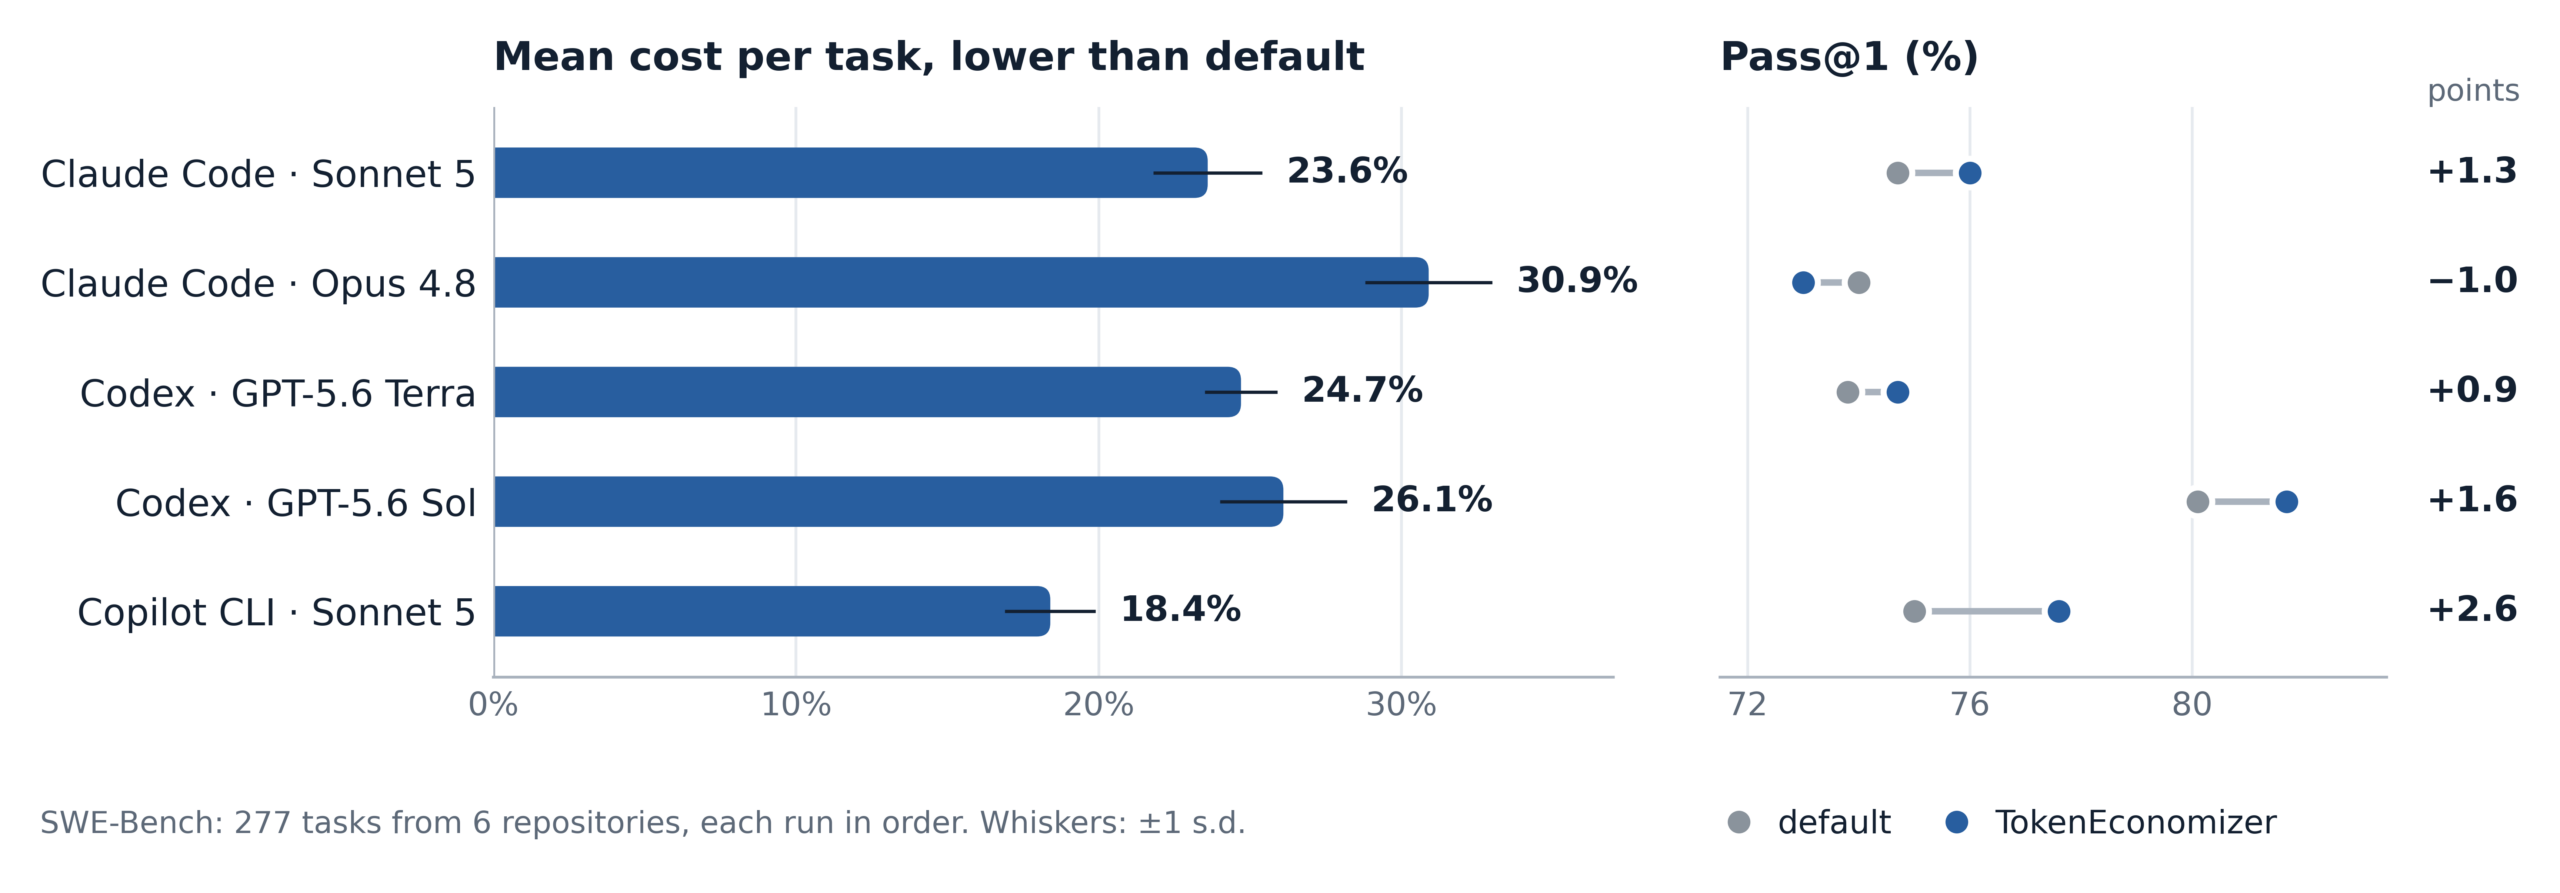 Mean cost per task, lower than default
Pass@1 (%)
points
Claude Code · Sonnet 5
23.6%
+1.3
Claude Code · Opus 4.8
30.9%
−1.0
Codex · GPT-5.6 Terra
24.7%
+0.9
Codex · GPT-5.6 Sol
26.1%
+1.6
Copilot CLI · Sonnet 5
18.4%
+2.6
0% 10% 20% 30%
72 76 80
SWE-Bench: 277 tasks from 6 repositories, each run in order. Whiskers: ±1 s.d.
default TokenEconomizer